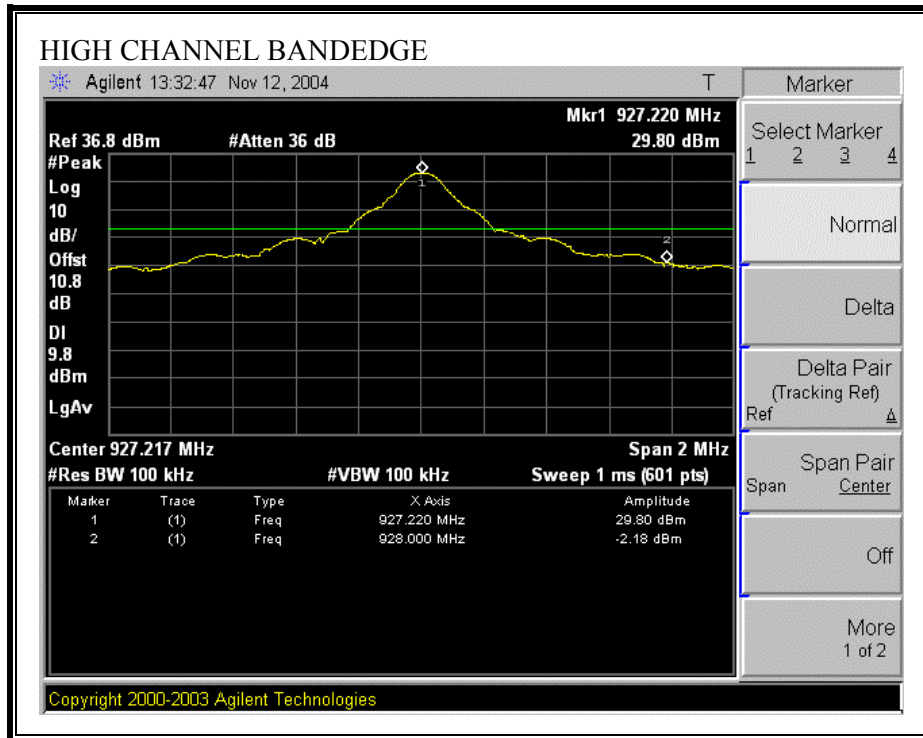 HIGH CHANNEL BANDEDGE
Agilent 13:32:47 Nov 12, 2004 T
Mkr1 927.220 MHz
Ref 36.8 dBm #Atten 36 dB 29.80 dBm
#Peak
Log
10
dB/
Offst
10.8
dB
DI
9.8
dBm
LgAv
1
2
Center 927.217 MHz Span 2 MHz
#Res BW 100 kHz #VBW 100 kHz Sweep 1 ms (601 pts)
Marker Trace Type X Axis Amplitude
1 (1) Freq 927.220 MHz 29.80 dBm
2 (1) Freq 928.000 MHz -2.18 dBm
Marker
Select Marker
1 2 3 4
Normal
Delta
Delta Pair
(Tracking Ref)
Ref Δ
Span Pair
Span Center
Off
More
1 of 2
Copyright 2000-2003 Agilent Technologies